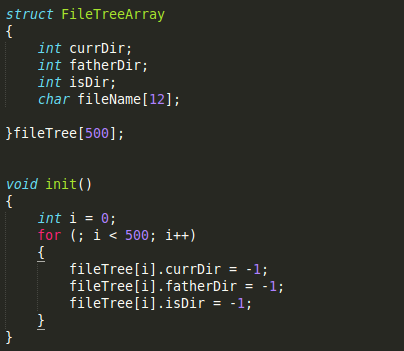 struct FileTreeArray
{
    int currDir;
    int fatherDir;
    int isDir;
    char fileName[12];
}fileTree[500];
void init()
{
    int i = 0;
    for (; i < 500; i++)
    {
        fileTree[i].currDir = -1;
        fileTree[i].fatherDir = -1;
        fileTree[i].isDir = -1;
    }
}